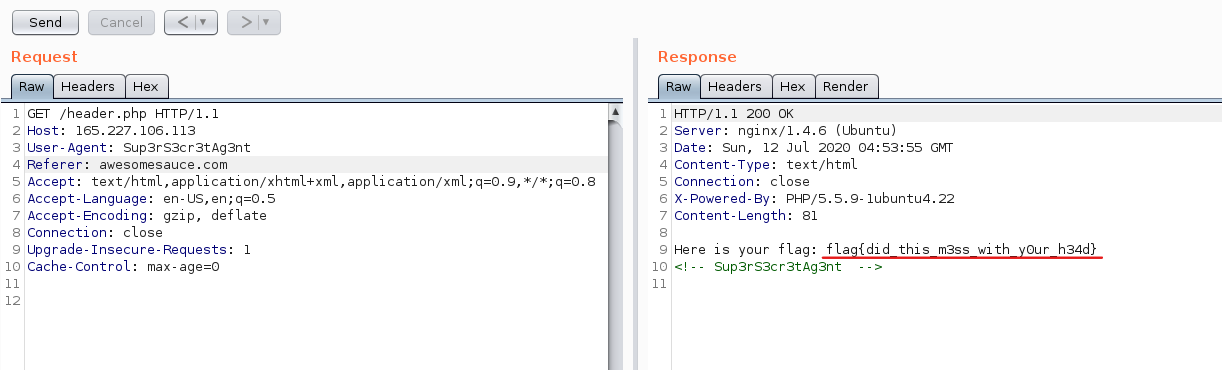 Send Cancel < > 
Request
Raw Headers Hex
1 GET /header.php HTTP/1.1
2 Host: 165.227.106.113
3 User-Agent: Sup3rS3cr3tAg3nt
4 Referer: awesomesauce.com
5 Accept: text/html,application/xhtml+xml,application/xml;q=0.9,*/*;q=0.8
6 Accept-Language: en-US,en;q=0.5
7 Accept-Encoding: gzip, deflate
8 Connection: close
9 Upgrade-Insecure-Requests: 1
10 Cache-Control: max-age=0
11
12
Response
Raw Headers Hex Render
1 HTTP/1.1 200 OK
2 Server: nginx/1.4.6 (Ubuntu)
3 Date: Sun, 12 Jul 2020 04:53:55 GMT
4 Content-Type: text/html
5 Connection: close
6 X-Powered-By: PHP/5.5.9-1ubuntu4.22
7 Content-Length: 81
8
9 Here is your flag: flag{did_this_m3ss_with_y0ur_h34d}
10 <!-- Sup3rS3cr3tAg3nt  -->
11